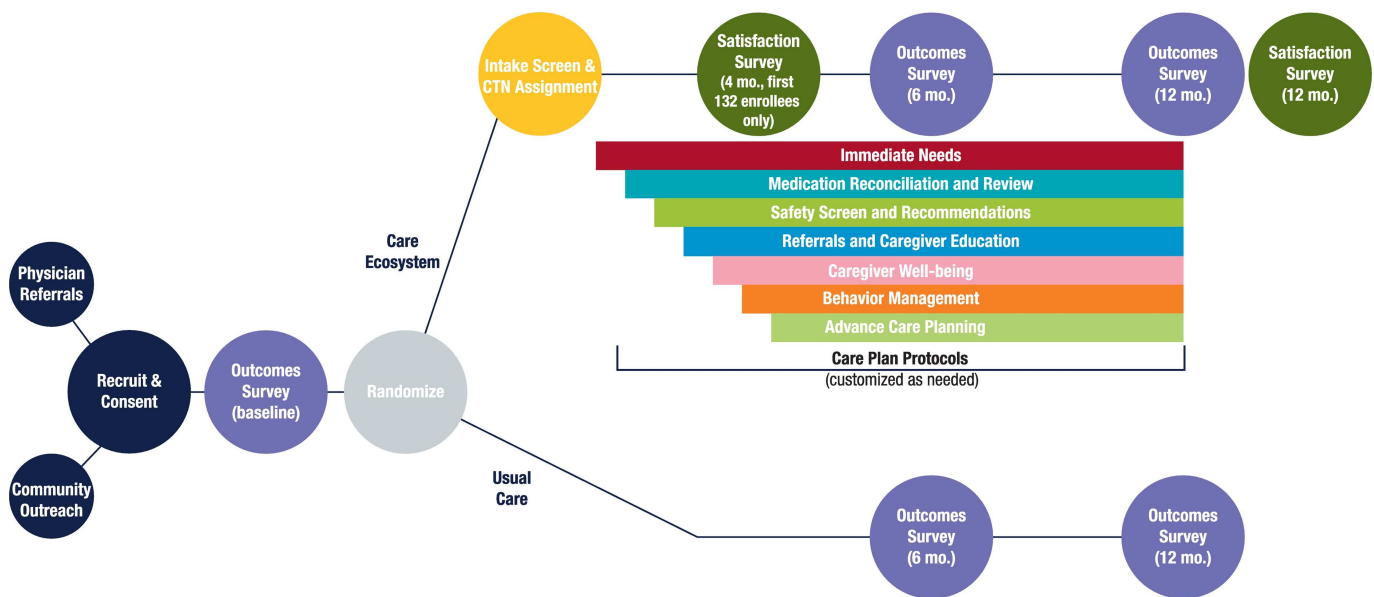 Physician
Referrals
Community
Outreach
Recruit &
Consent
Outcomes
Survey
(baseline)
Randomize
Care
Ecosystem
Intake Screen &
CTN Assignment
Satisfaction
Survey
(4 mo., first
132 enrollees
only)
Outcomes
Survey
(6 mo.)
Outcomes
Survey
(12 mo.)
Satisfaction
Survey
(12 mo.)
Immediate Needs
Medication Reconciliation and Review
Safety Screen and Recommendations
Referrals and Caregiver Education
Caregiver Well-being
Behavior Management
Advance Care Planning
Care Plan Protocols
(customized as needed)
Usual
Care
Outcomes
Survey
(6 mo.)
Outcomes
Survey
(12 mo.)